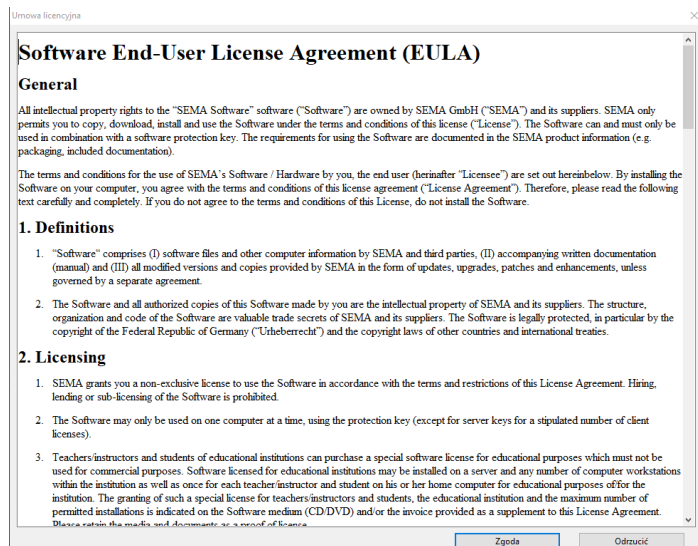 Umowa licencyjna
Software End-User License Agreement (EULA)
General
All intellectual property rights to the "SEMA Software" software ("Software") are owned by SEMA GmbH ("SEMA") and its suppliers. SEMA only
permits you to copy, download, install and use the Software under the terms and conditions of this license ("License"). The Software can and must only be
used in combination with a software protection key. The requirements for using the Software are documented in the SEMA product information (e.g.
packaging, included documentation).
The terms and conditions for the use of SEMA's Software / Hardware by you, the end user (herinafter "Licensee") are set out hereinbelow. By installing the
Software on your computer, you agree with the terms and conditions of this license agreement ("License Agreement"). Therefore, please read the following
text carefully and completely. If you do not agree to the terms and conditions of this License, do not install the Software.
1. Definitions
1. "Software" comprises (I) software files and other computer information by SEMA and third parties, (II) accompanying written documentation
(manual) and (III) all modified versions and copies provided by SEMA in the form of updates, upgrades, patches and enhancements, unless
governed by a separate agreement.
2. The Software and all authorized copies of this Software made by you are the intellectual property of SEMA and its suppliers. The structure,
organization and code of the Software are valuable trade secrets of SEMA and its suppliers. The Software is legally protected, in particular by the
copyright of the Federal Republic of Germany ("Urheberrecht") and the copyright laws of other countries and international treaties.
2. Licensing
1. SEMA grants you a non-exclusive license to use the Software in accordance with the terms and restrictions of this License Agreement. Hiring,
lending or sub-licensing of the Software is prohibited.
2. The Software may only be used on one computer at a time, using the protection key (except for server keys for a stipulated number of client
licenses).
3. Teachers/instructors and students of educational institutions can purchase a special software license for educational purposes which must not be
used for commercial purposes. Software licensed for educational institutions may be installed on a server and any number of computer workstations
within the institution as well as once for each teacher/instructor and student on his or her home computer for educational purposes of/for the
institution. The granting of such a special license for teachers/instructors and students, the educational institution and the maximum number of
permitted installations is indicated on the Software medium (CD/DVD) and/or the invoice provided as a supplement to this License Agreement.
Please retain the media and documents as a proof of license.
Zgoda
Odrzucić